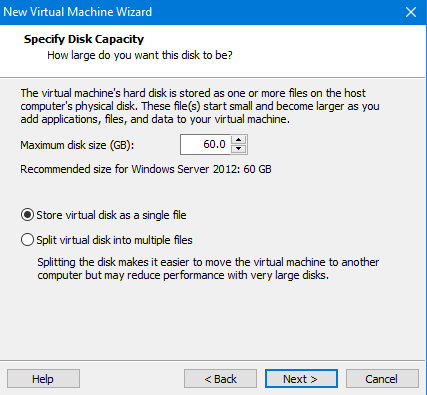 New Virtual Machine Wizard
Specify Disk Capacity
How large do you want this disk to be?
The virtual machine's hard disk is stored as one or more files on the host
computer's physical disk. These file(s) start small and become larger as you
add applications, files, and data to your virtual machine.
Maximum disk size (GB): 60.0
Recommended size for Windows Server 2012: 60 GB
Store virtual disk as a single file
Split virtual disk into multiple files
Splitting the disk makes it easier to move the virtual machine to another
computer but may reduce performance with very large disks.
Help < Back Next > Cancel